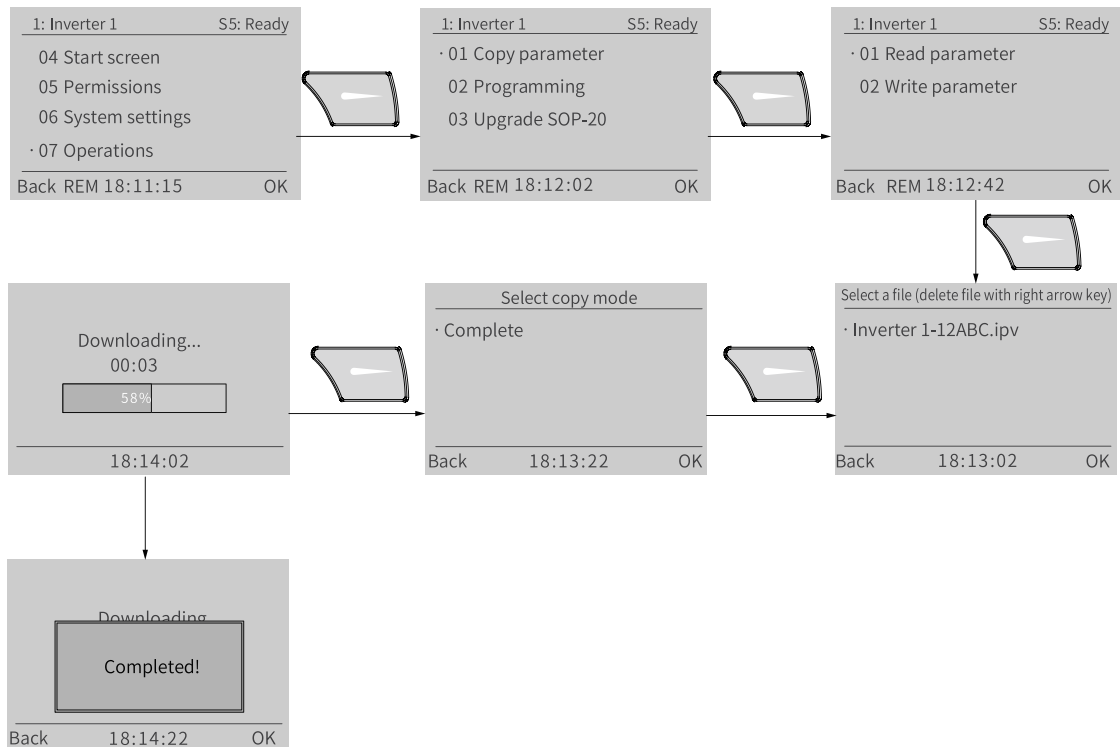 1: Inverter 1 S5: Ready
04 Start screen
05 Permissions
06 System settings
· 07 Operations
Back REM 18:11:15 OK
1: Inverter 1 S5: Ready
· 01 Copy parameter
02 Programming
03 Upgrade SOP-20
Back REM 18:12:02 OK
1: Inverter 1 S5: Ready
· 01 Read parameter
02 Write parameter
Back REM 18:12:42 OK
Downloading...
00:03
58%
18:14:02
Select copy mode
· Complete
Back 18:13:22 OK
Select a file (delete file with right arrow key)
· Inverter 1-12ABC.ipv
Back 18:13:02 OK
Downloading
Completed!
Back 18:14:22 OK